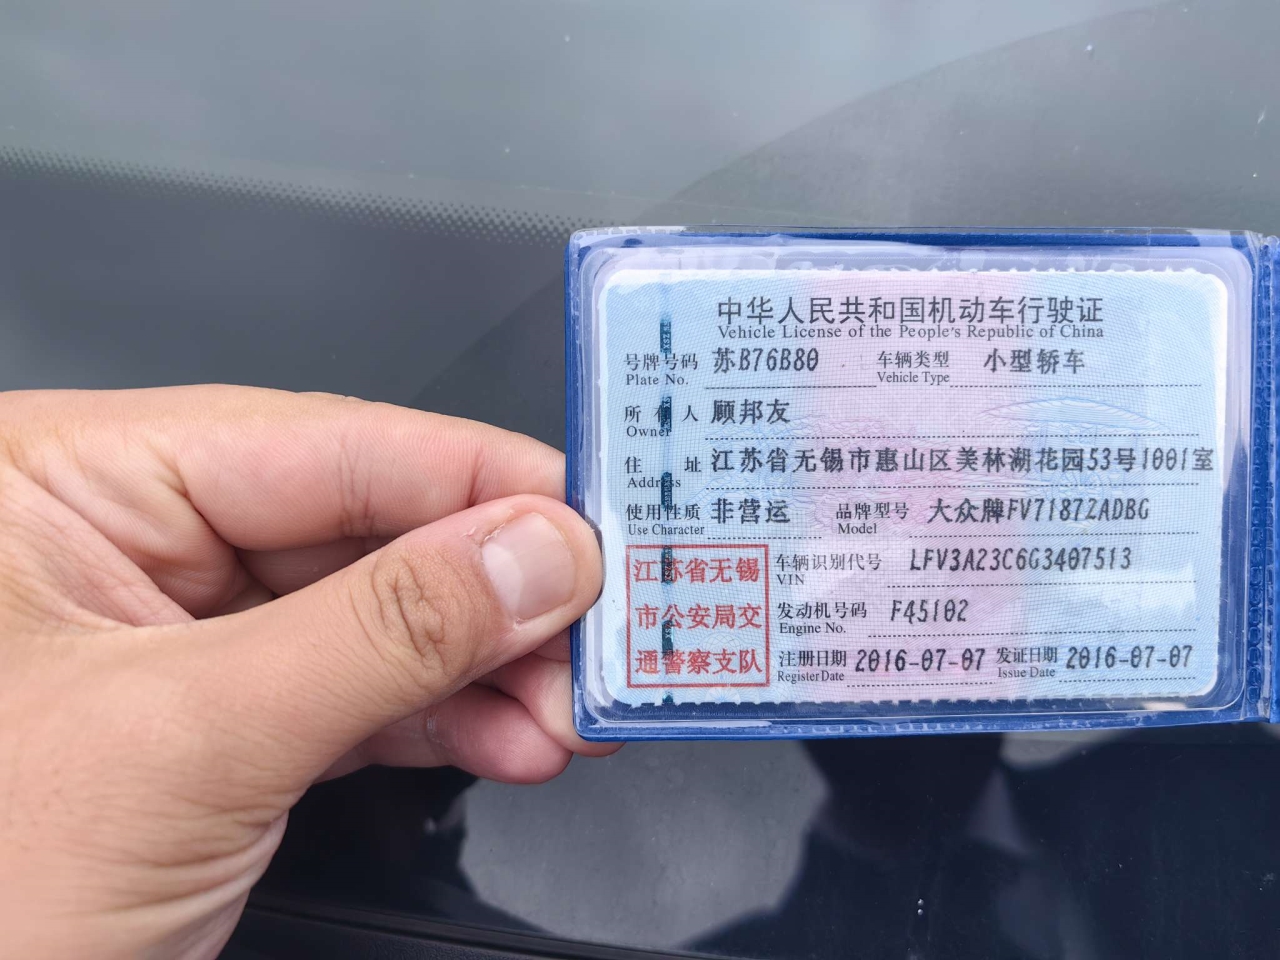 中华人民共和国机动车行驶证
Vehicle License of the People's Republic of China
号牌号码 苏B76B80 车辆类型 小型轿车
Plate No. Vehicle Type
所有人 顾邦友
Owner
住址 江苏省无锡市惠山区美林湖花园53号1001室
Address
使用性质 非营运 品牌型号 大众牌FV7187ZADBG
Use Character Model
江苏省无锡
市公安局交
通警察支队
车辆识别代号 LFV3A23C6G3407513
VIN
发动机号码 F45102
Engine No.
注册日期 2016-07-07 发证日期 2016-07-07
Register Date Issue Date